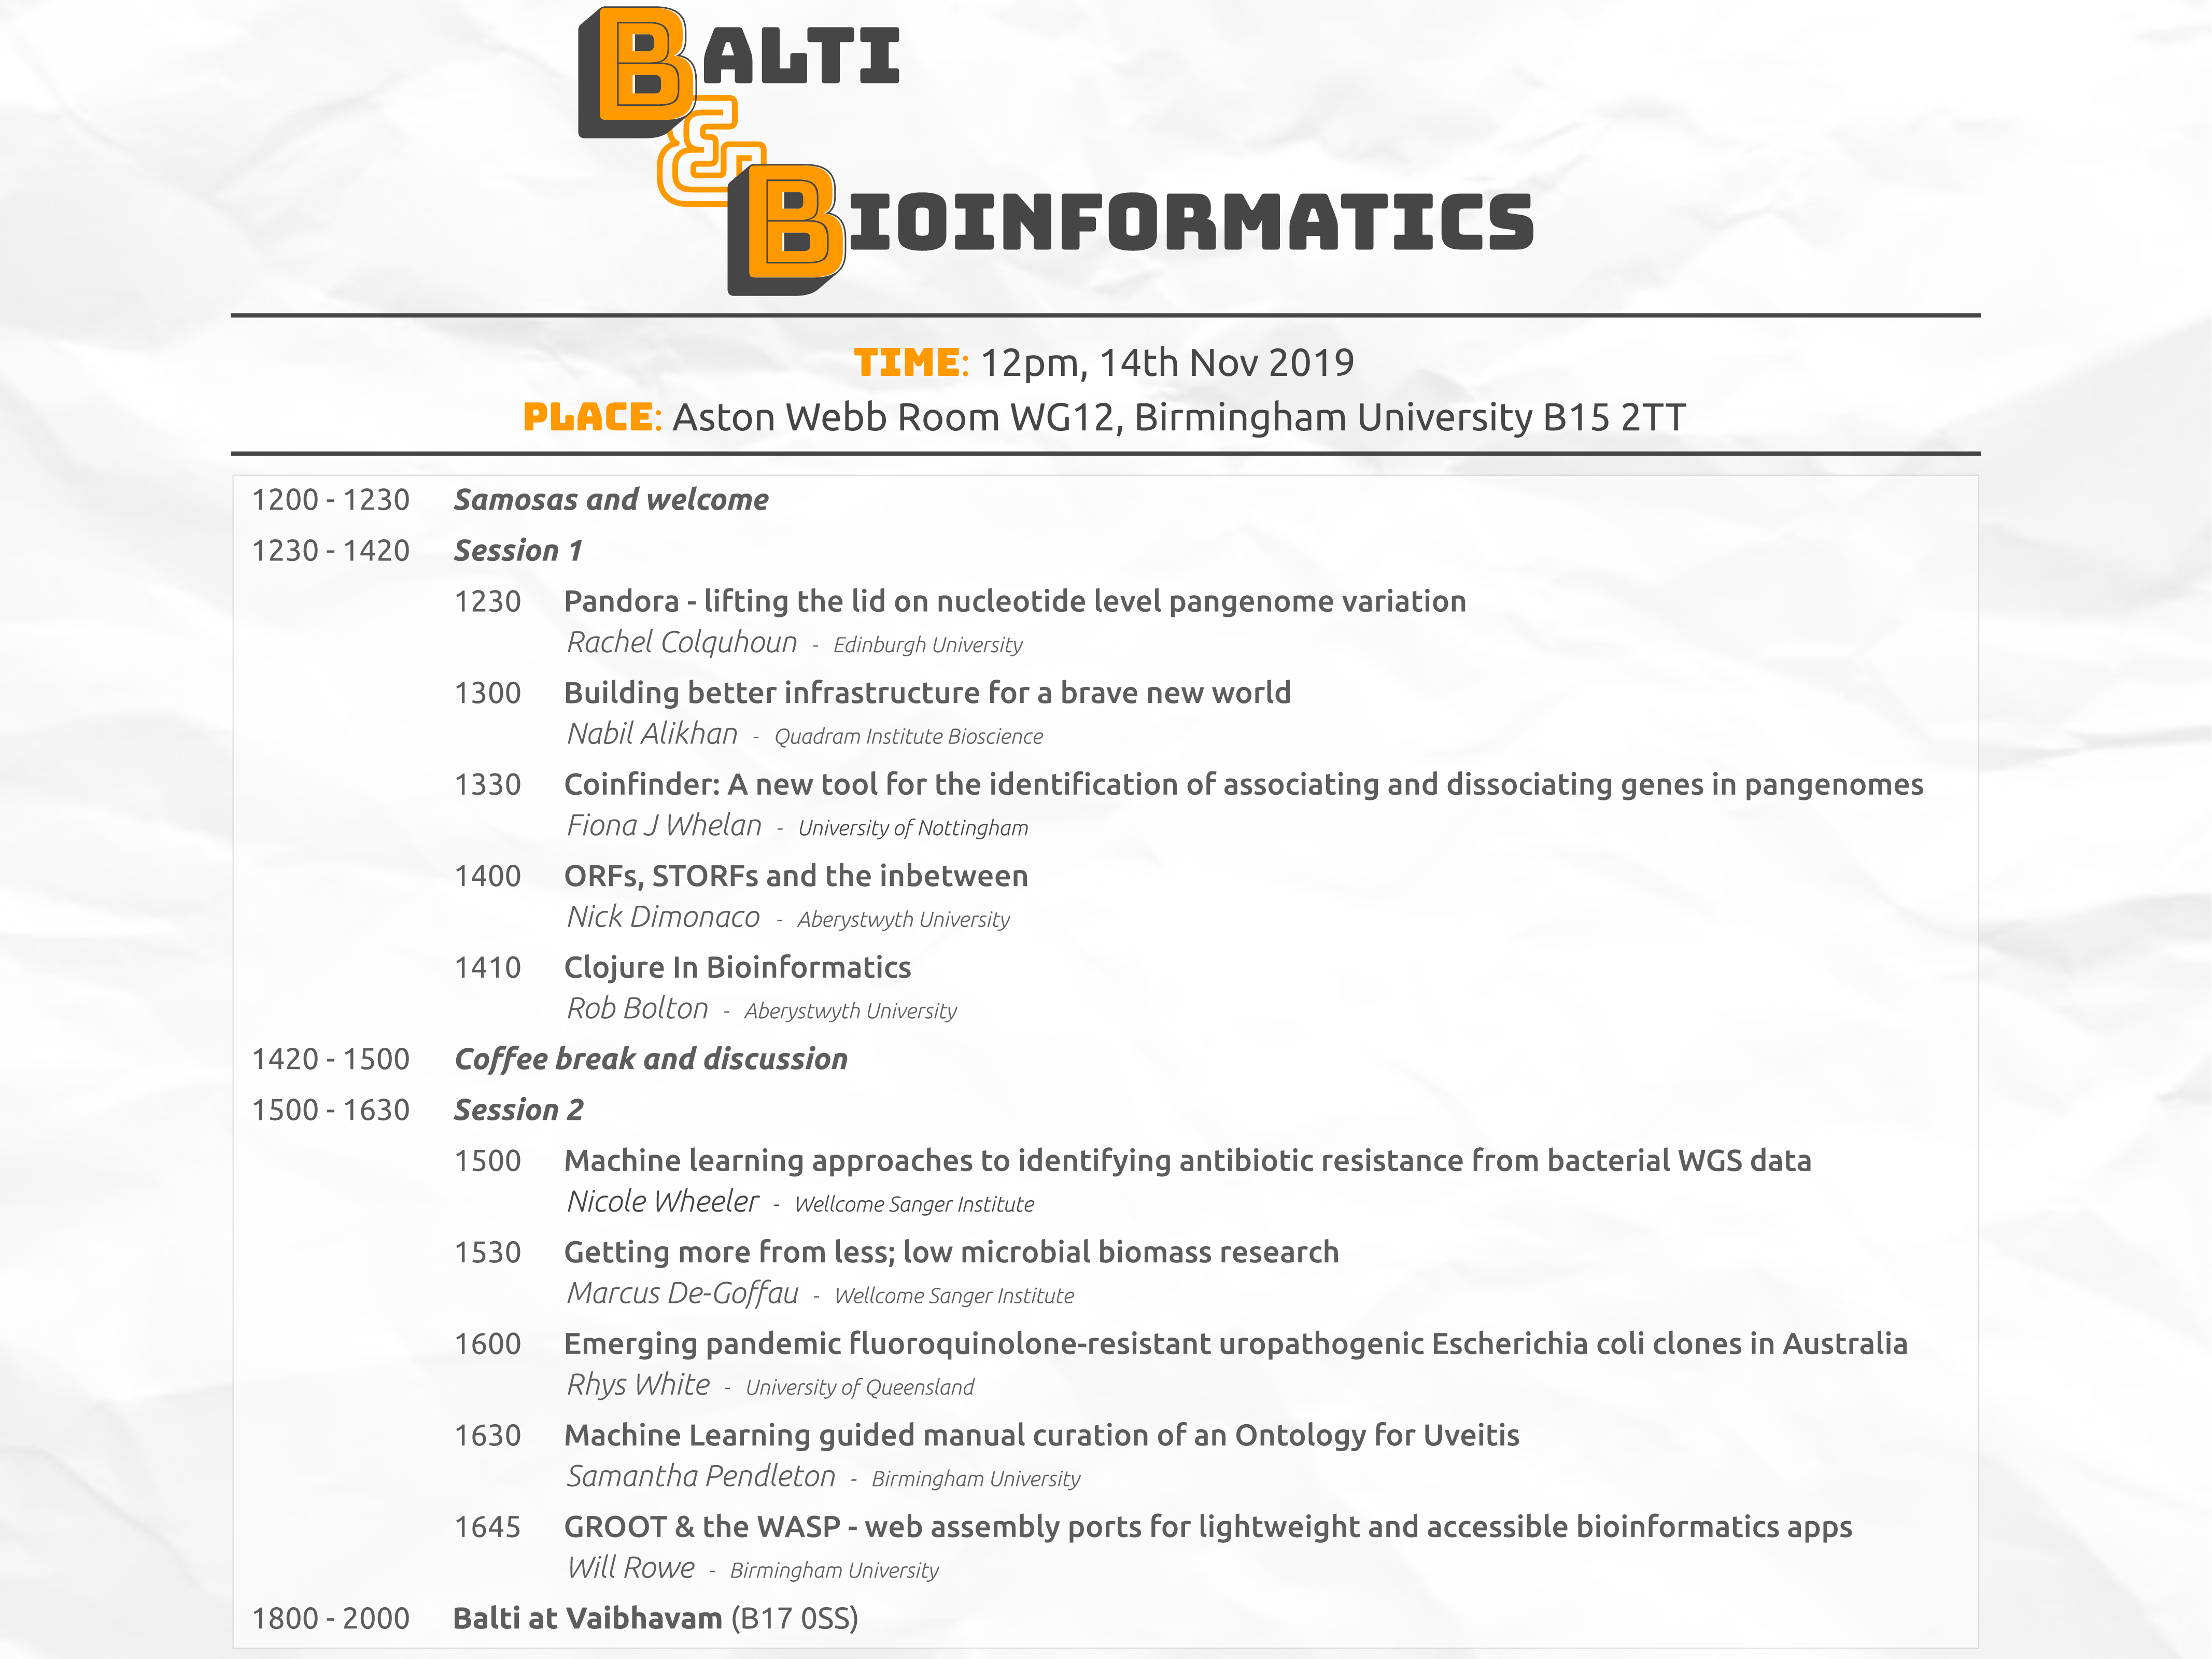 BALTI
&
BIOINFORMATICS
TIME: 12pm, 14th Nov 2019
PLACE: Aston Webb Room WG12, Birmingham University B15 2TT
1200 - 1230 Samosas and welcome
1230 - 1420 Session 1
1230 Pandora - lifting the lid on nucleotide level pangenome variation
Rachel Colquhoun - Edinburgh University
1300 Building better infrastructure for a brave new world
Nabil Alikhan - Quadram Institute Bioscience
1330 Coinfinder: A new tool for the identification of associating and dissociating genes in pangenomes
Fiona J Whelan - University of Nottingham
1400 ORFs, STORFs and the inbetween
Nick Dimonaco - Aberystwyth University
1410 Clojure In Bioinformatics
Rob Bolton - Aberystwyth University
1420 - 1500 Coffee break and discussion
1500 - 1630 Session 2
1500 Machine learning approaches to identifying antibiotic resistance from bacterial WGS data
Nicole Wheeler - Wellcome Sanger Institute
1530 Getting more from less; low microbial biomass research
Marcus De-Goffau - Wellcome Sanger Institute
1600 Emerging pandemic fluoroquinolone-resistant uropathogenic Escherichia coli clones in Australia
Rhys White - University of Queensland
1630 Machine Learning guided manual curation of an Ontology for Uveitis
Samantha Pendleton - Birmingham University
1645 GROOT & the WASP - web assembly ports for lightweight and accessible bioinformatics apps
Will Rowe - Birmingham University
1800 - 2000 Balti at Vaibhavam (B17 0SS)